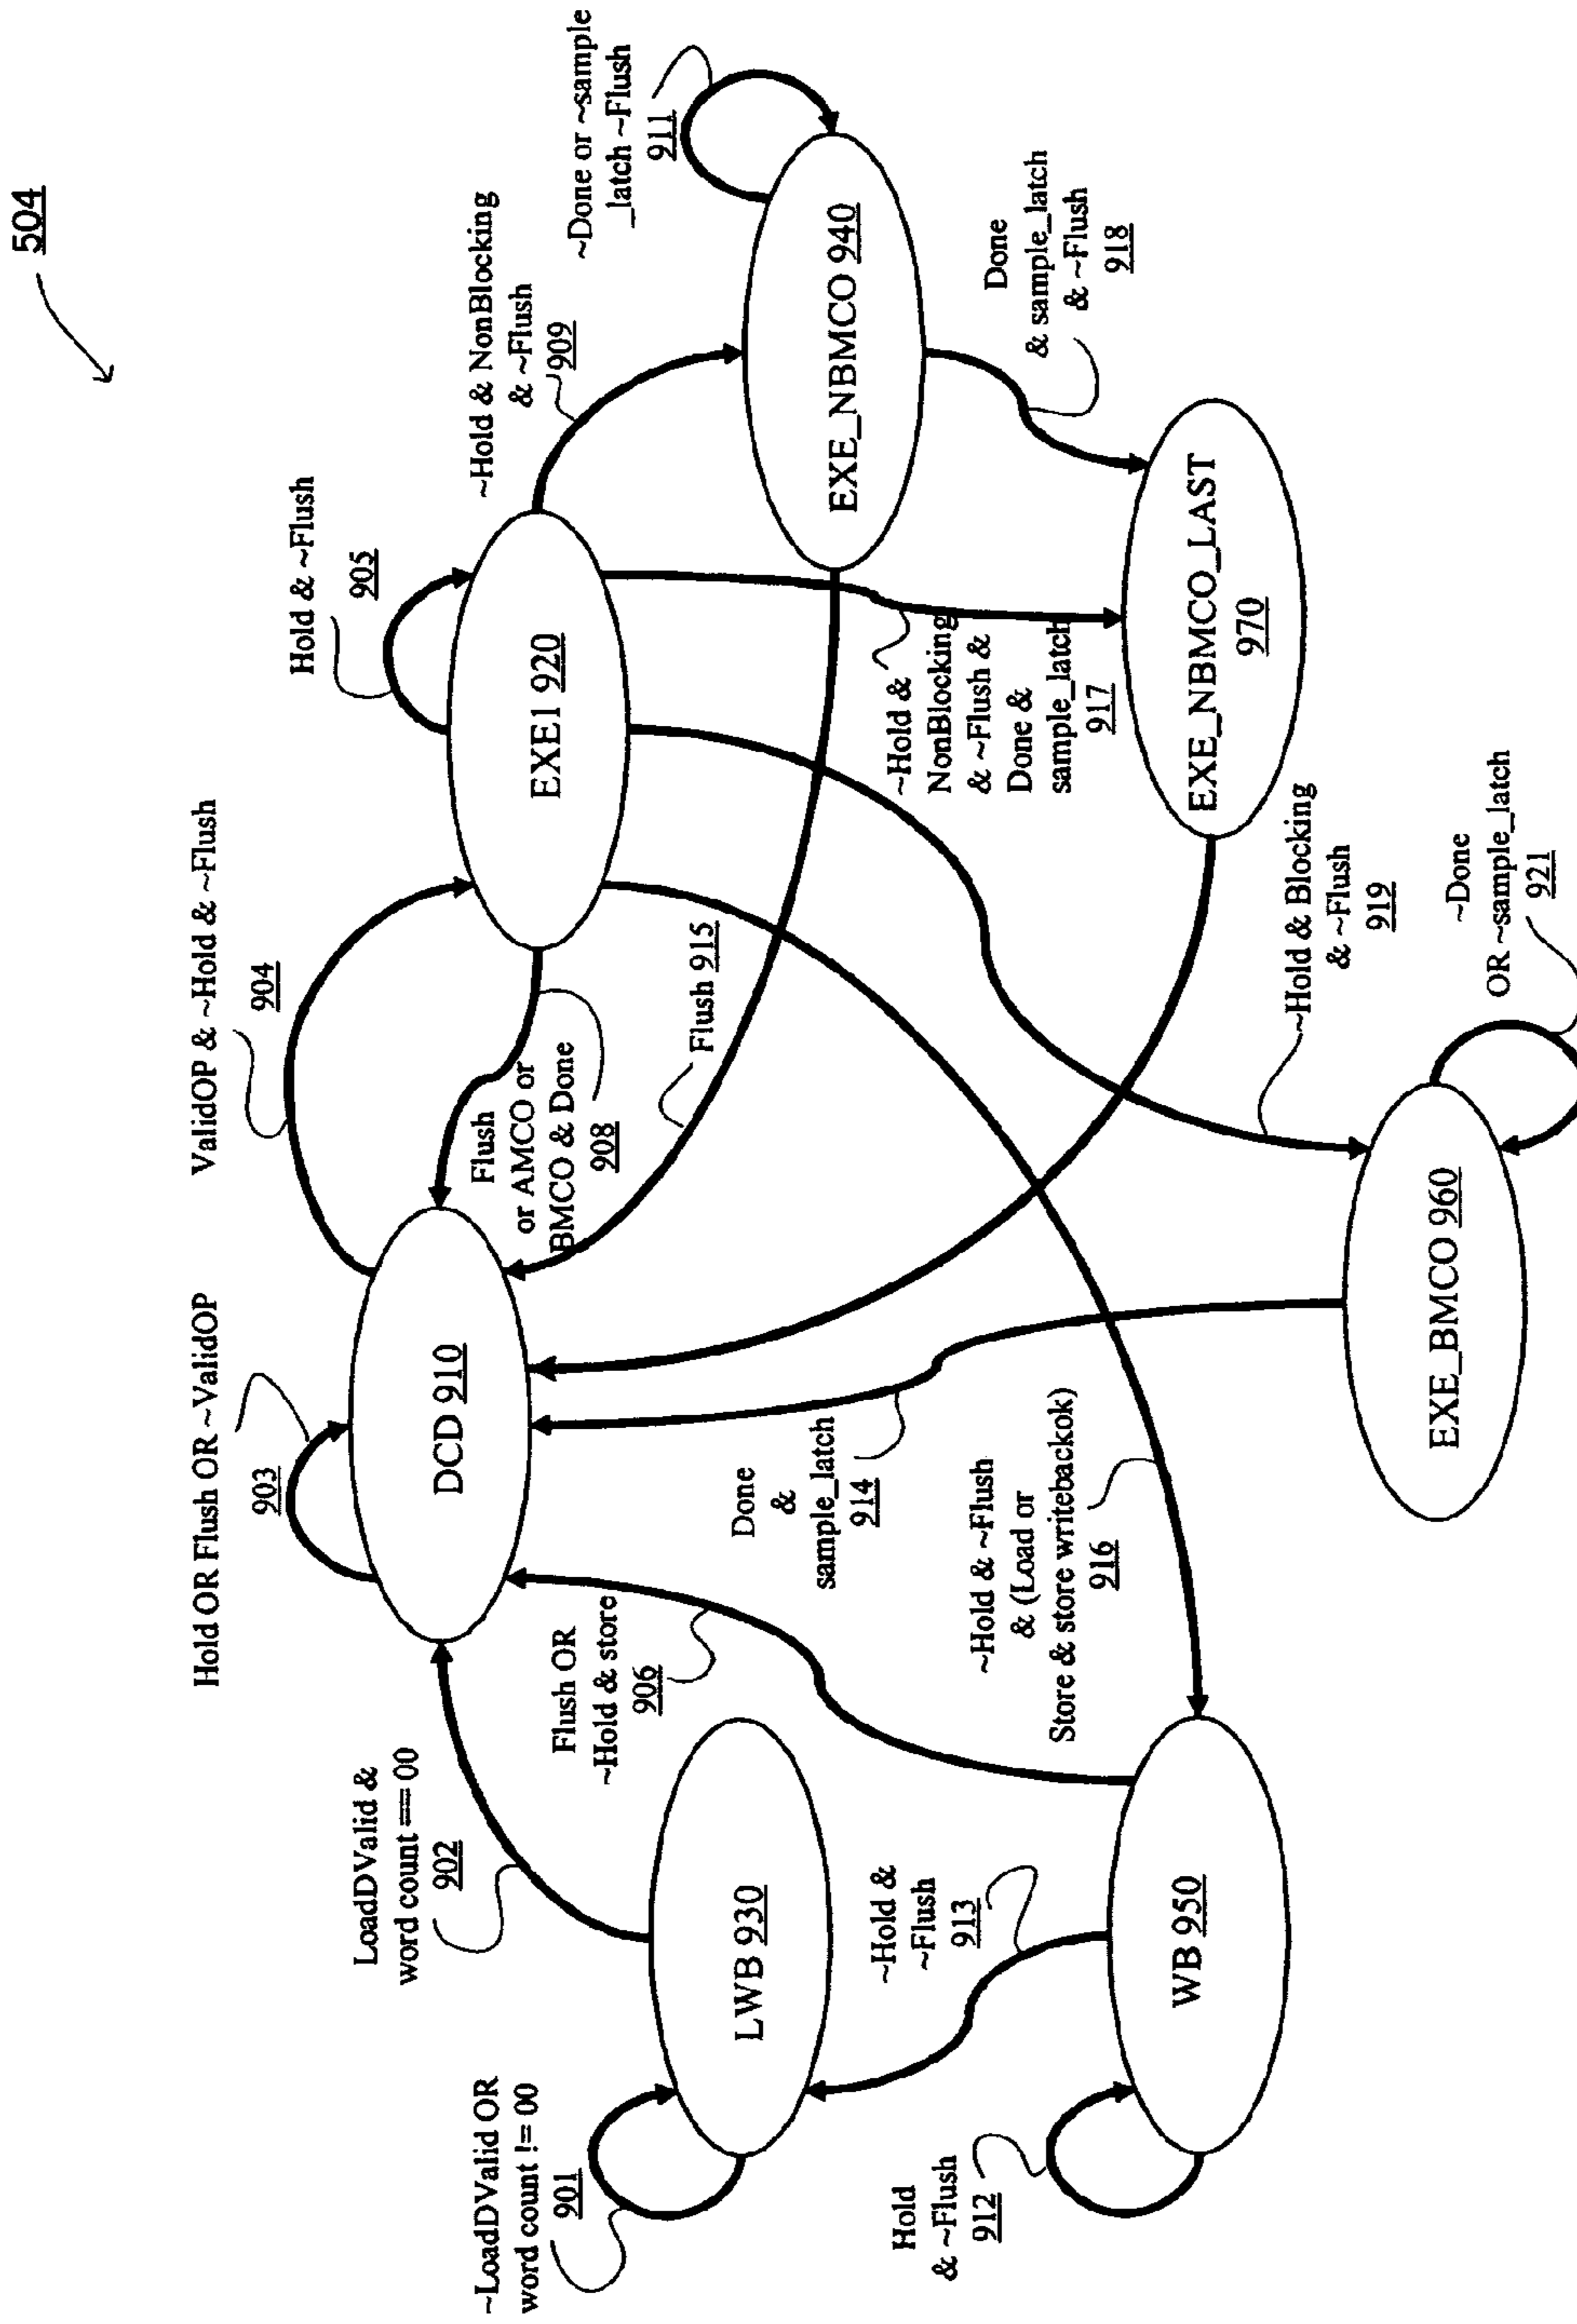 504
Hold OR Flush OR ~ValidOP
903
ValidOP & ~Hold & ~Flush
904
Hold & ~Flush
905
~Hold & NonBlocking
& ~Flush
909
~Done or ~sample
_latch ~Flush
911
LoadDValid &
word count == 00
902
DCD 910
Flush
or AMCO or
BMCO & Done
908
EXE1 920
~LoadDValid OR
word count != 00
901
LWB 930
Flush OR
~Hold & store
906
Flush 915
EXE_NBMCO 940
Done
& sample_latch
914
~Hold &
NonBlocking
& ~Flush &
Done &
sample_latch
917
Done
& sample_latch
& ~Flush
918
Hold
& ~Flush
912
~Hold &
~Flush
913
~Hold & ~Flush
& (Load or
Store & store writebackok)
916
EXE_NBMCO_LAST
970
WB 950
~Hold & Blocking
& ~Flush
919
EXE_BMCO 960
~Done
OR ~sample_latch
921